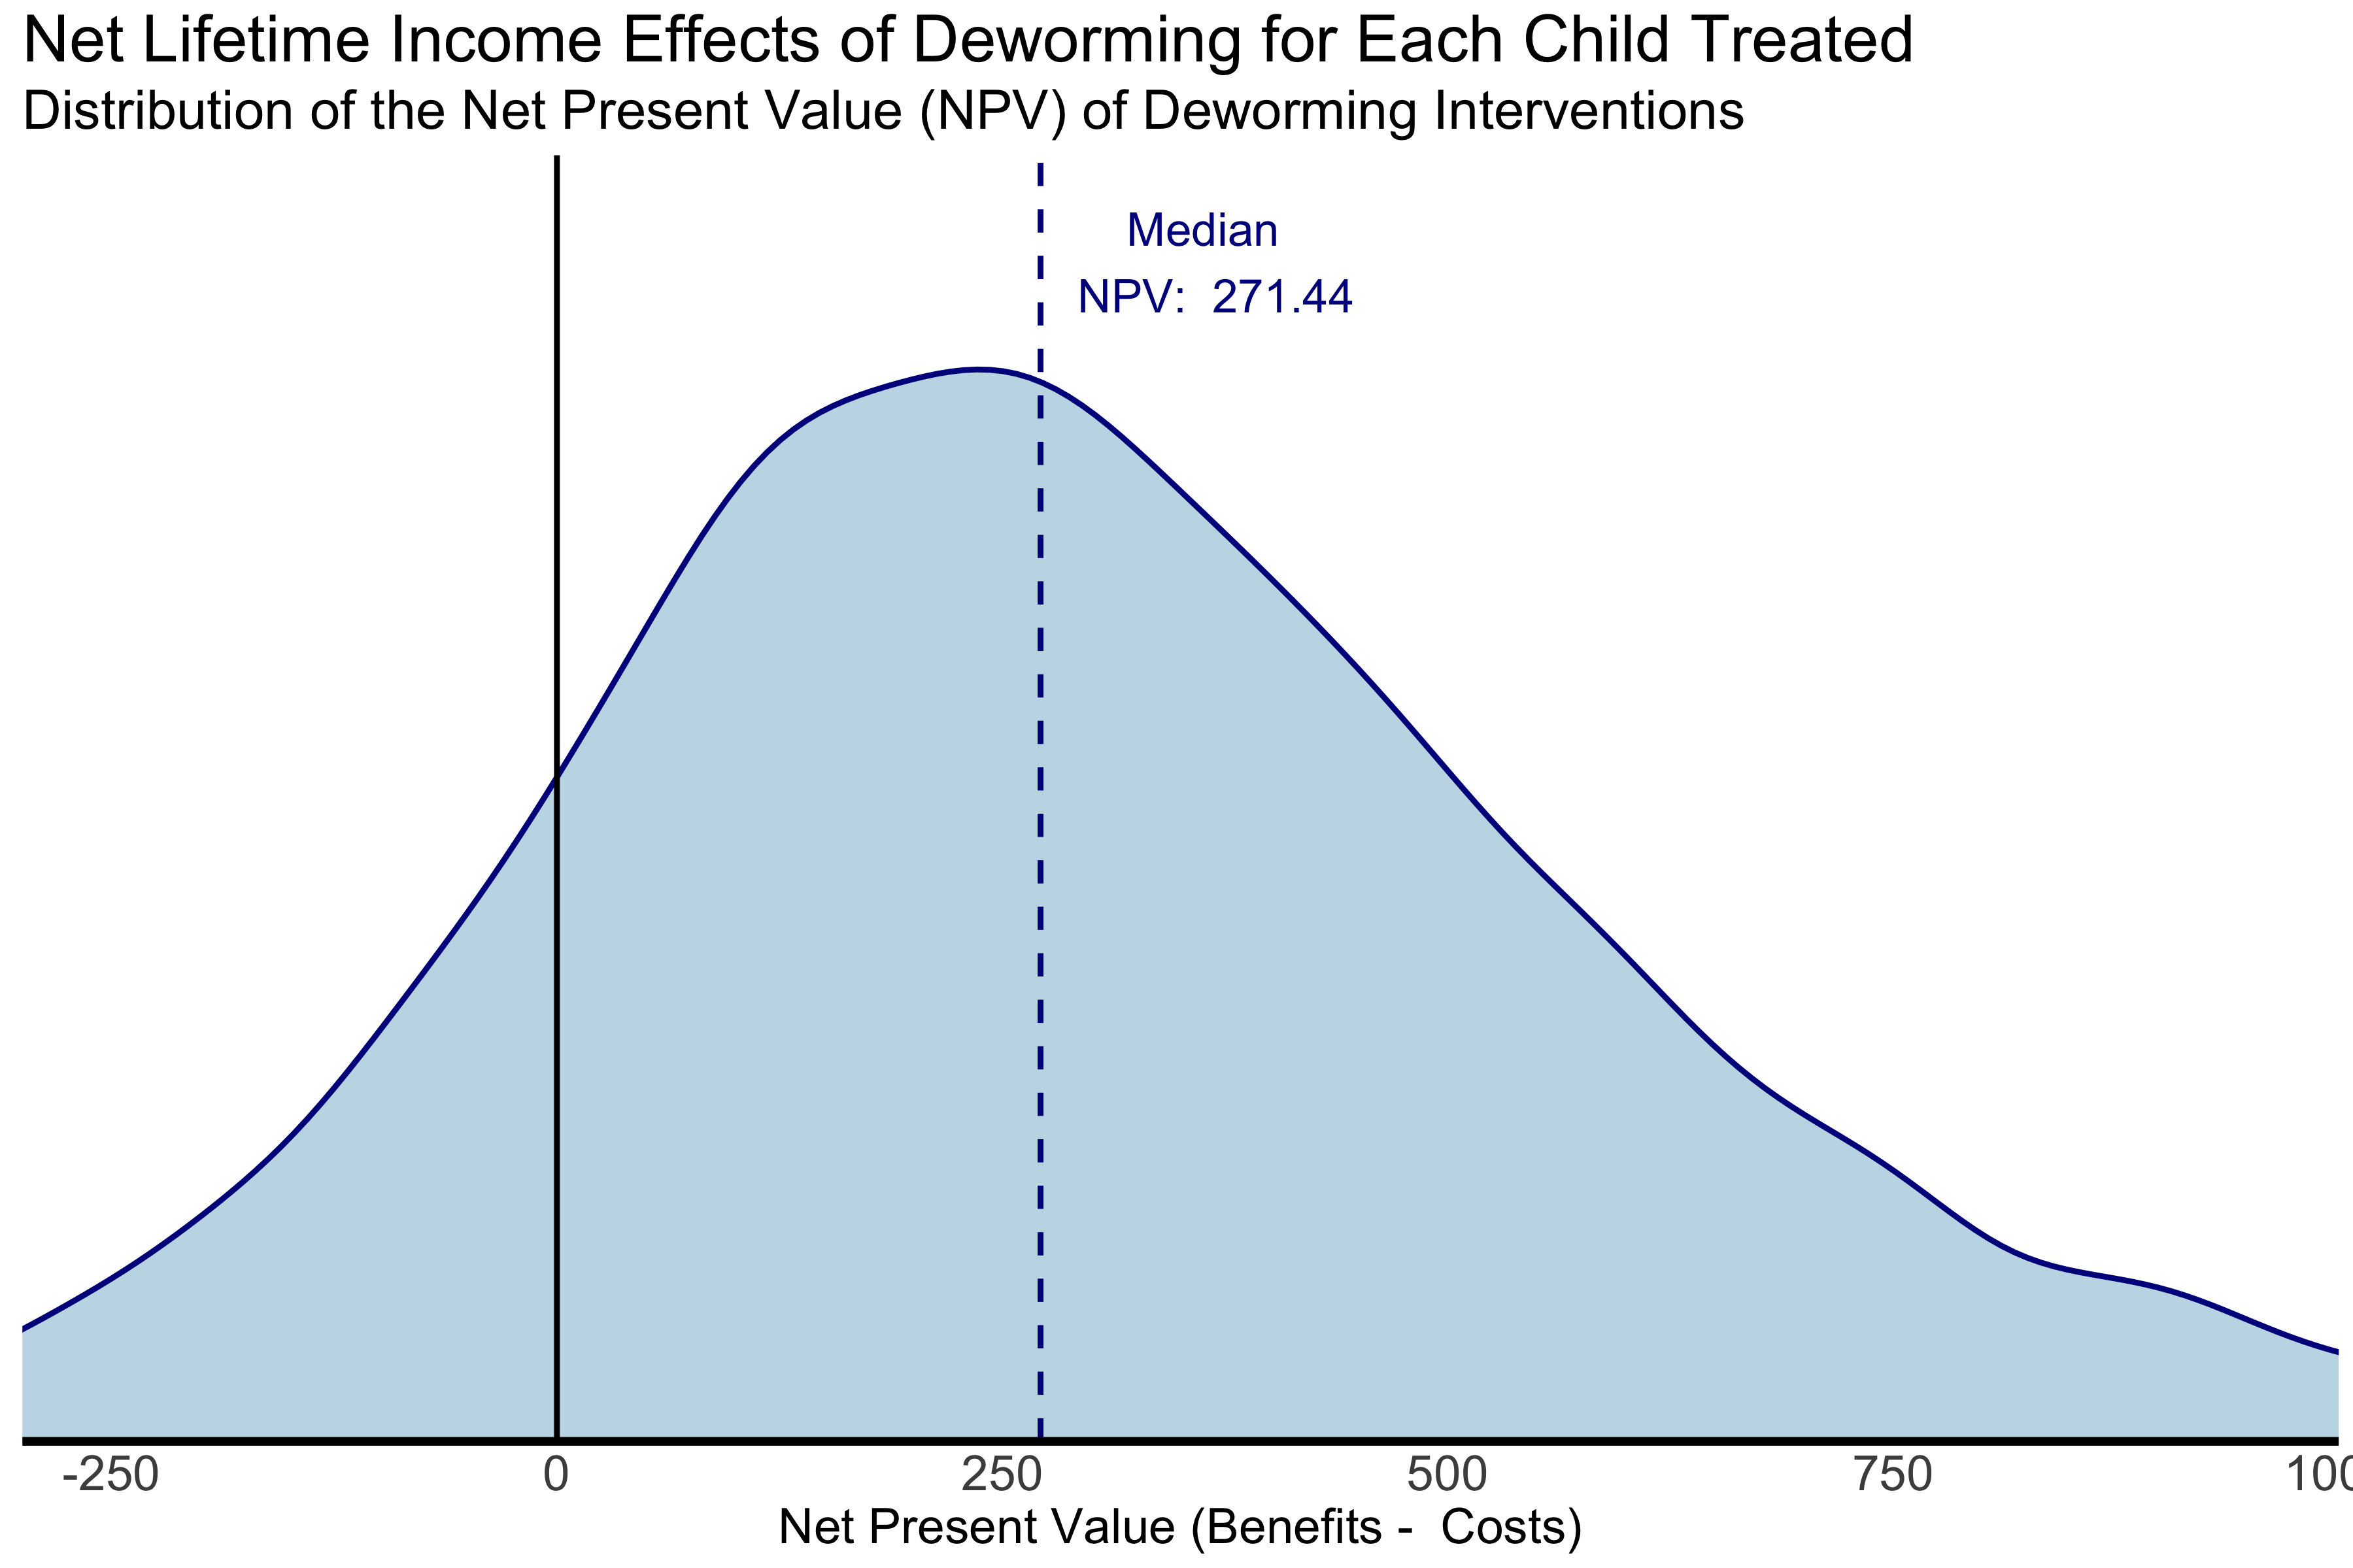 Net Lifetime Income Effects of Deworming for Each Child Treated
Distribution of the Net Present Value (NPV) of Deworming Interventions
Median
NPV: 271.44
-250 0 250 500 750 100
Net Present Value (Benefits - Costs)